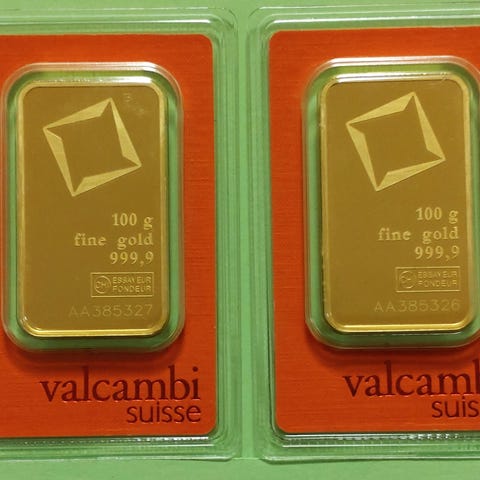 100 g
fine gold
999,9
CHI ESSAYEUR
FONDEUR
AA385327
valcambi
suisse
100 g
fine gold
999,9
ESSAYEUR
FONDEUR
AA385326
valcamb
suis